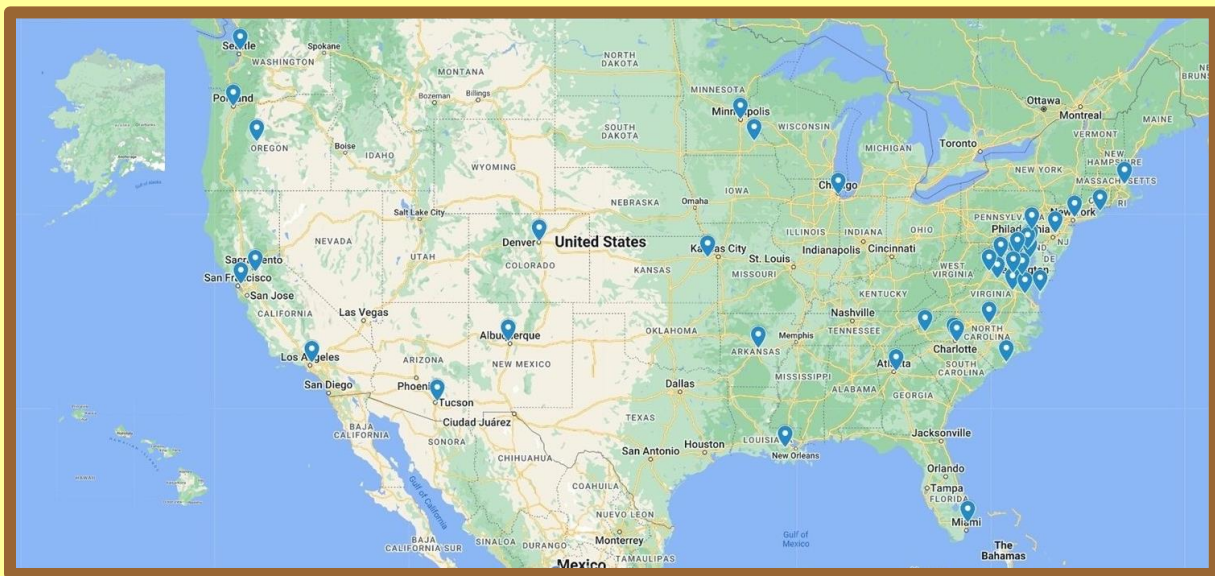 Seattle
Spokane
WASHINGTON
MONTANA
NORTH
DAKOTA
MINNESOTA
Ottawa
Montreal
MAINE
Portland
Bozeman
Billings
Minneapolis
WISCONSIN
VERMONT
OREGON
Boise
IDAHO
SOUTH
DAKOTA
MICHIGAN
Toronto
NEW
HAMPSHIRE
WYOMING
Chicago
NEW YORK
MASSACHUSETTS
RI
IOWA
NEBRASKA
Omaha
Salt Lake City
PENNSYLVANIA
New York
NEVADA
Denver
United States
ILLINOIS
INDIANA
OHIO
Philadelphia
NJ
Sacramento
UTAH
COLORADO
Kansas City
Indianapolis
Cincinnati
DE
San Francisco
KANSAS
St. Louis
MISSOURI
WEST
VIRGINIA
San Jose
KENTUCKY
VIRGINIA
CALIFORNIA
Las Vegas
Nashville
Albuquerque
OKLAHOMA
Memphis
TENNESSEE
NORTH
CAROLINA
Los Angeles
ARIZONA
NEW MEXICO
ARKANSAS
Charlotte
Atlanta
SOUTH
CAROLINA
San Diego
Phoenix
Tucson
Dallas
MISSISSIPPI
ALABAMA
GEORGIA
Ciudad Juárez
TEXAS
BAJA
CALIFORNIA
SONORA
Houston
Jacksonville
San Antonio
New Orleans
CHIHUAHUA
Orlando
Tampa
FLORIDA
HAWAII
COAHUILA
Gulf of California
NUEVO LEON
Miami
Gulf of
Mexico
BAJA
CALIFORNIA SUR
SINALOA
DURANGO
Monterrey
The
Bahamas
Mexico
TAMAULIPAS